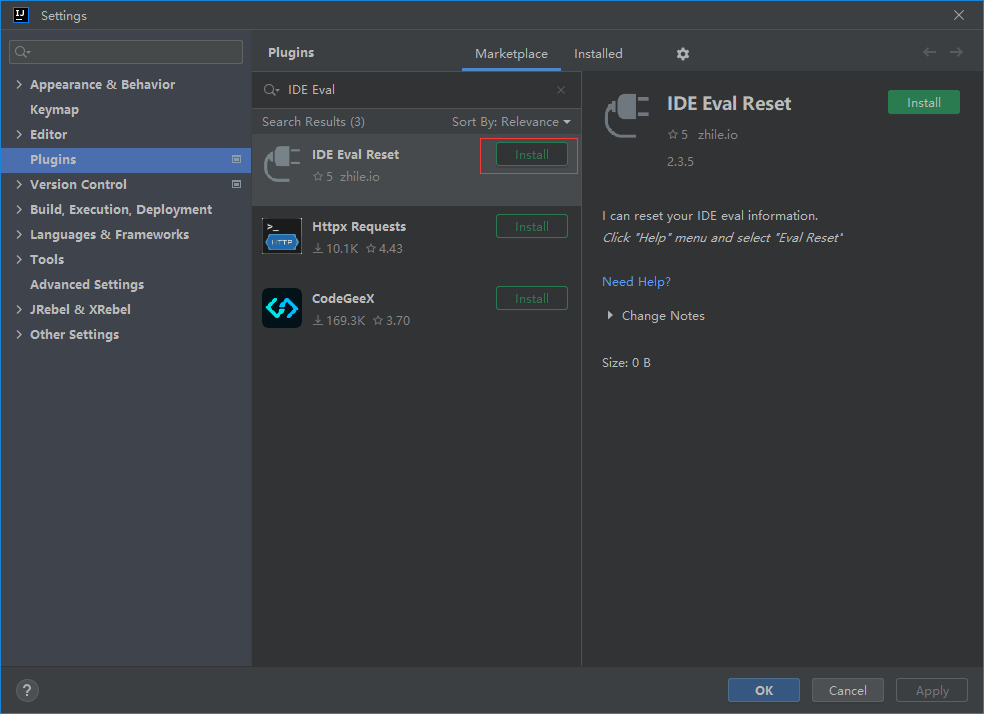 Settings
Appearance & Behavior
Keymap
Editor
Plugins
Version Control
Build, Execution, Deployment
Languages & Frameworks
Tools
Advanced Settings
JRebel & XRebel
Other Settings
Plugins
Marketplace
Installed
IDE Eval
Search Results (3)
Sort By: Relevance
IDE Eval Reset
5 zhile.io
Install
>_
HTTP
Httpx Requests
10.1K 4.43
Install
CodeGeeX
169.3K 3.70
Install
IDE Eval Reset
Install
5 zhile.io
2.3.5
I can reset your IDE eval information.
Click "Help" menu and select "Eval Reset"
Need Help?
Change Notes
Size: 0 B
?
OK
Cancel
Apply